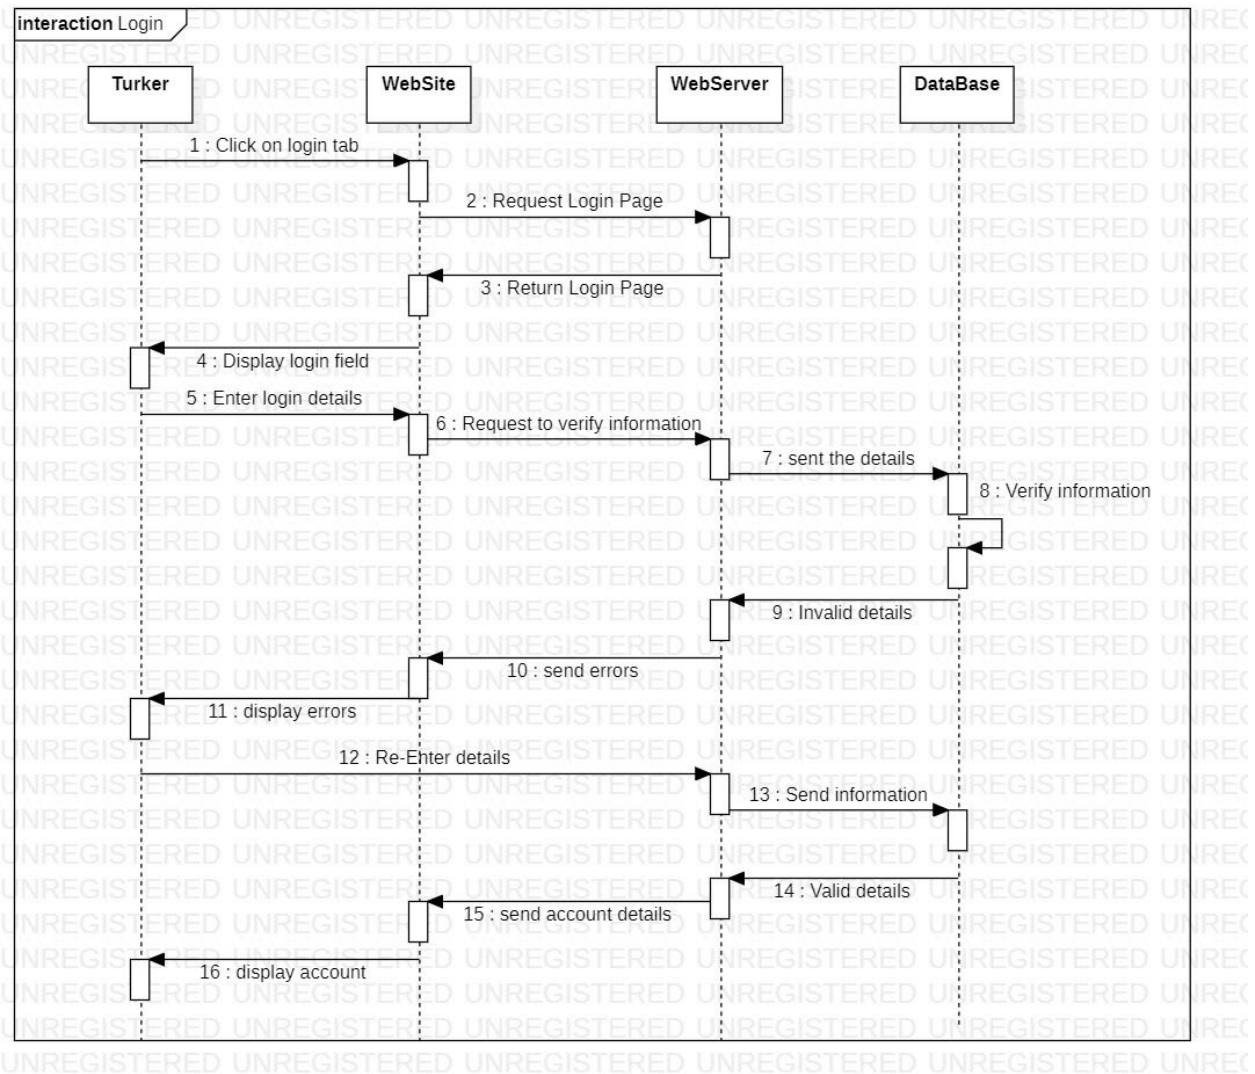 interaction Login
Turker WebSite WebServer DataBase
1 : Click on login tab
2 : Request Login Page
3 : Return Login Page
4 : Display login field
5 : Enter login details
6 : Request to verify information
7 : sent the details
8 : Verify information
9 : Invalid details
10 : send errors
11 : display errors
12 : Re-Enter details
13 : Send information
14 : Valid details
15 : send account details
16 : display account
UNREGISTERED